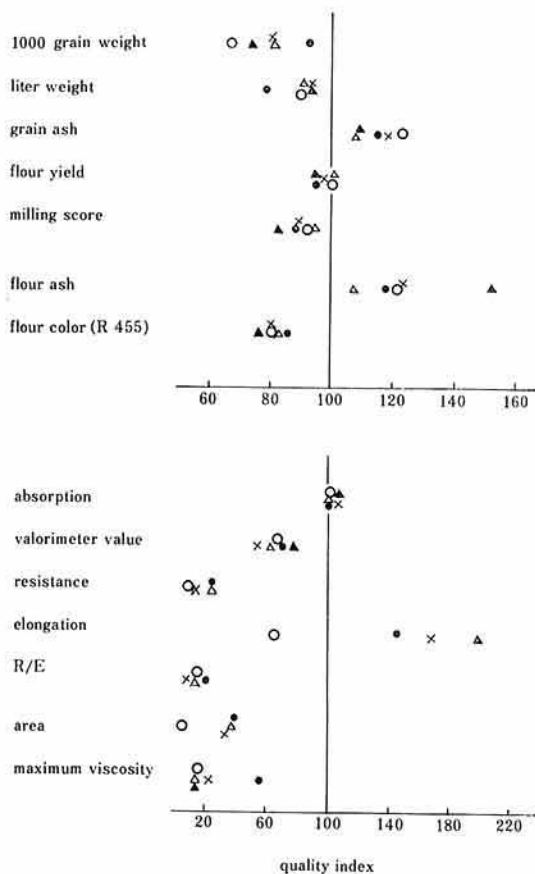 1000 grain weight
liter weight
grain ash
flour yield
milling score
flour ash
flour color (R 455)
60 80 100 120 140 160
absorption
valorimeter value
resistance
elongation
R/E
area
maximum viscosity
20 60 100 140 180 220
quality index